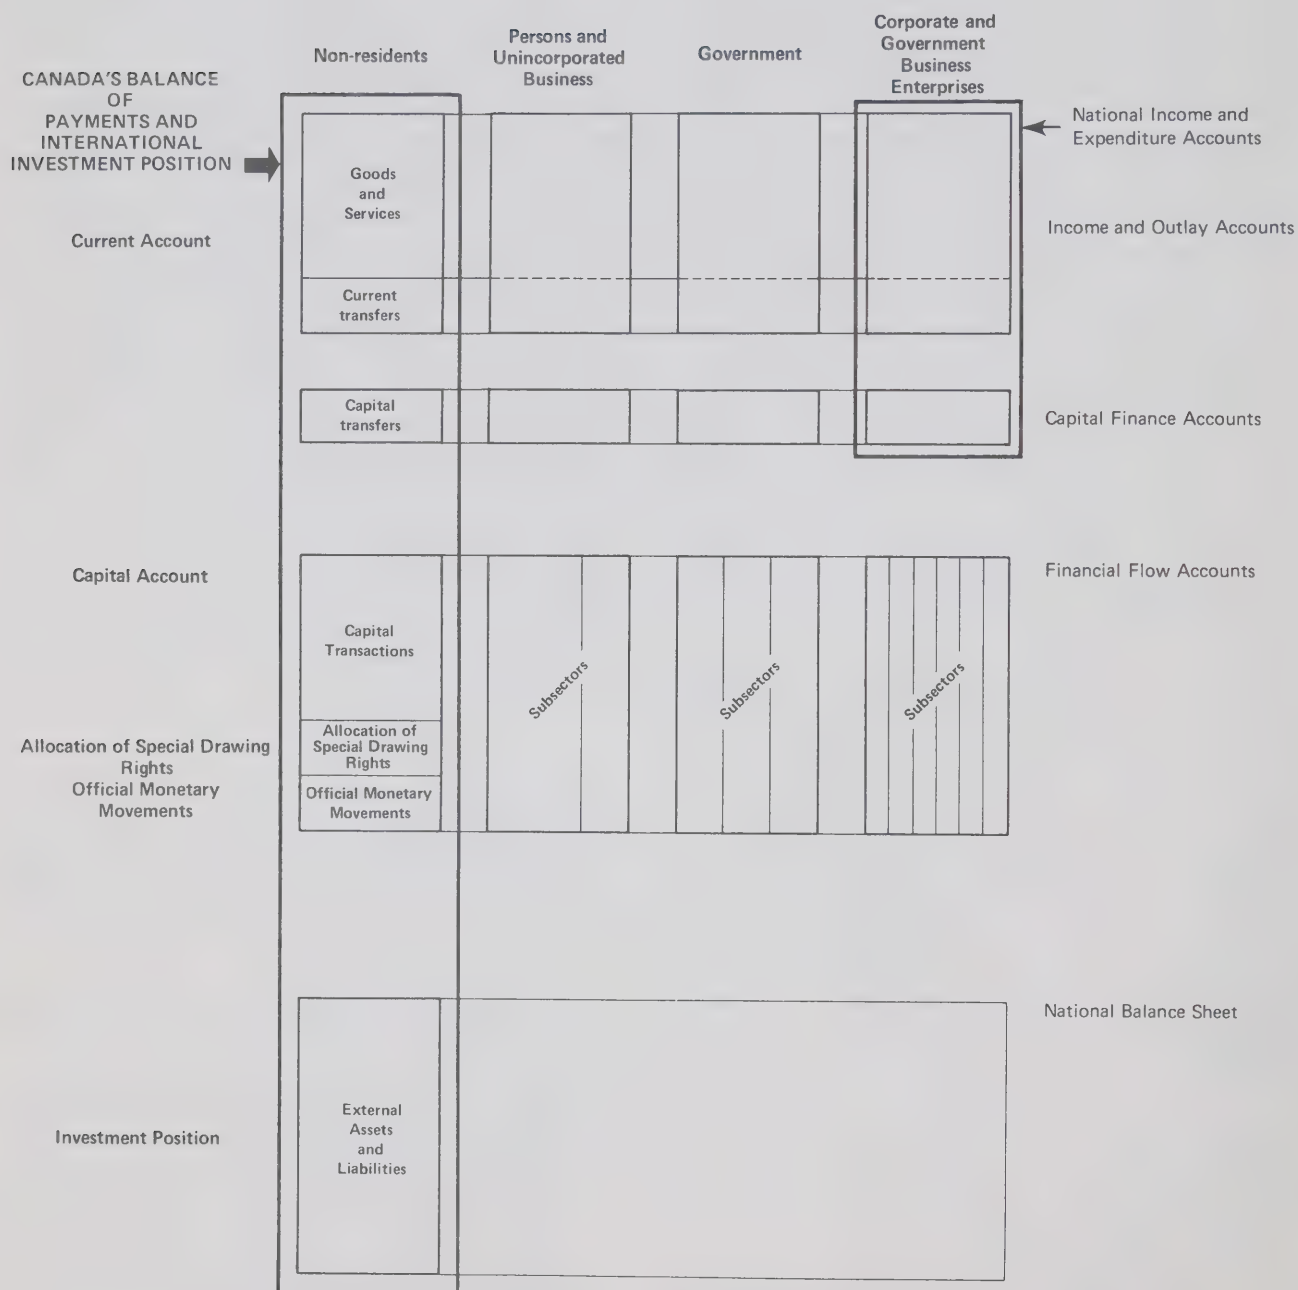 Non-residents
Persons and
Unincorporated
Business
Government
Corporate and
Government
Business
Enterprises
CANADA'S BALANCE
OF
PAYMENTS AND
INTERNATIONAL
INVESTMENT POSITION
National Income and
Expenditure Accounts
Goods
and
Services
Current Account
Income and Outlay Accounts
Current
transfers
Capital
transfers
Capital Finance Accounts
Capital Account
Financial Flow Accounts
Capital
Transactions
Subsectors
Subsectors
Subsectors
Allocation of Special Drawing
Rights
Official Monetary
Movements
Allocation of
Special Drawing
Rights
Official Monetary
Movements
National Balance Sheet
Investment Position
External
Assets
and
Liabilities